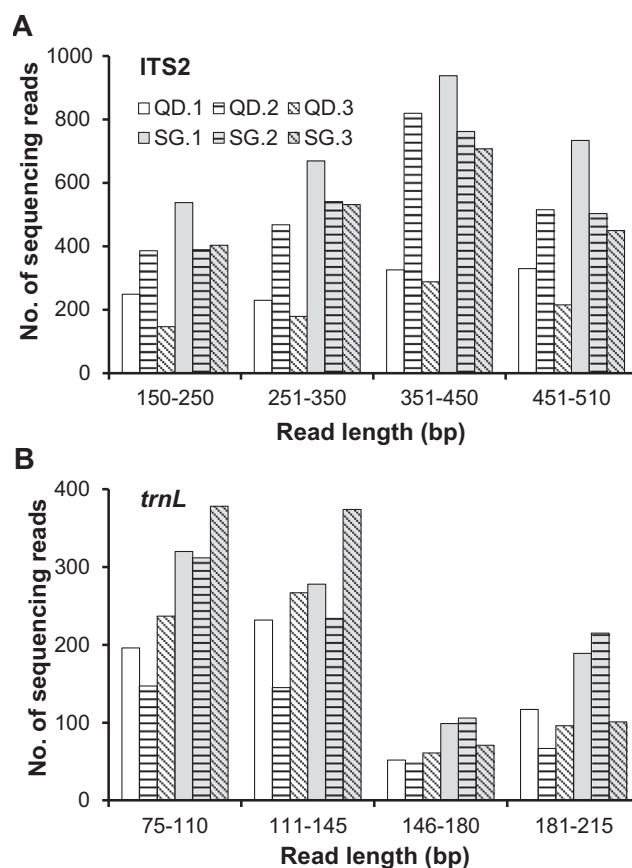 A
ITS2
QD.1 QD.2 QD.3
SG.1 SG.2 SG.3
No. of sequencing reads
1000
800
600
400
200
0
150-250 251-350 351-450 451-510
Read length (bp)
B
trnL
No. of sequencing reads
400
300
200
100
0
75-110 111-145 146-180 181-215
Read length (bp)